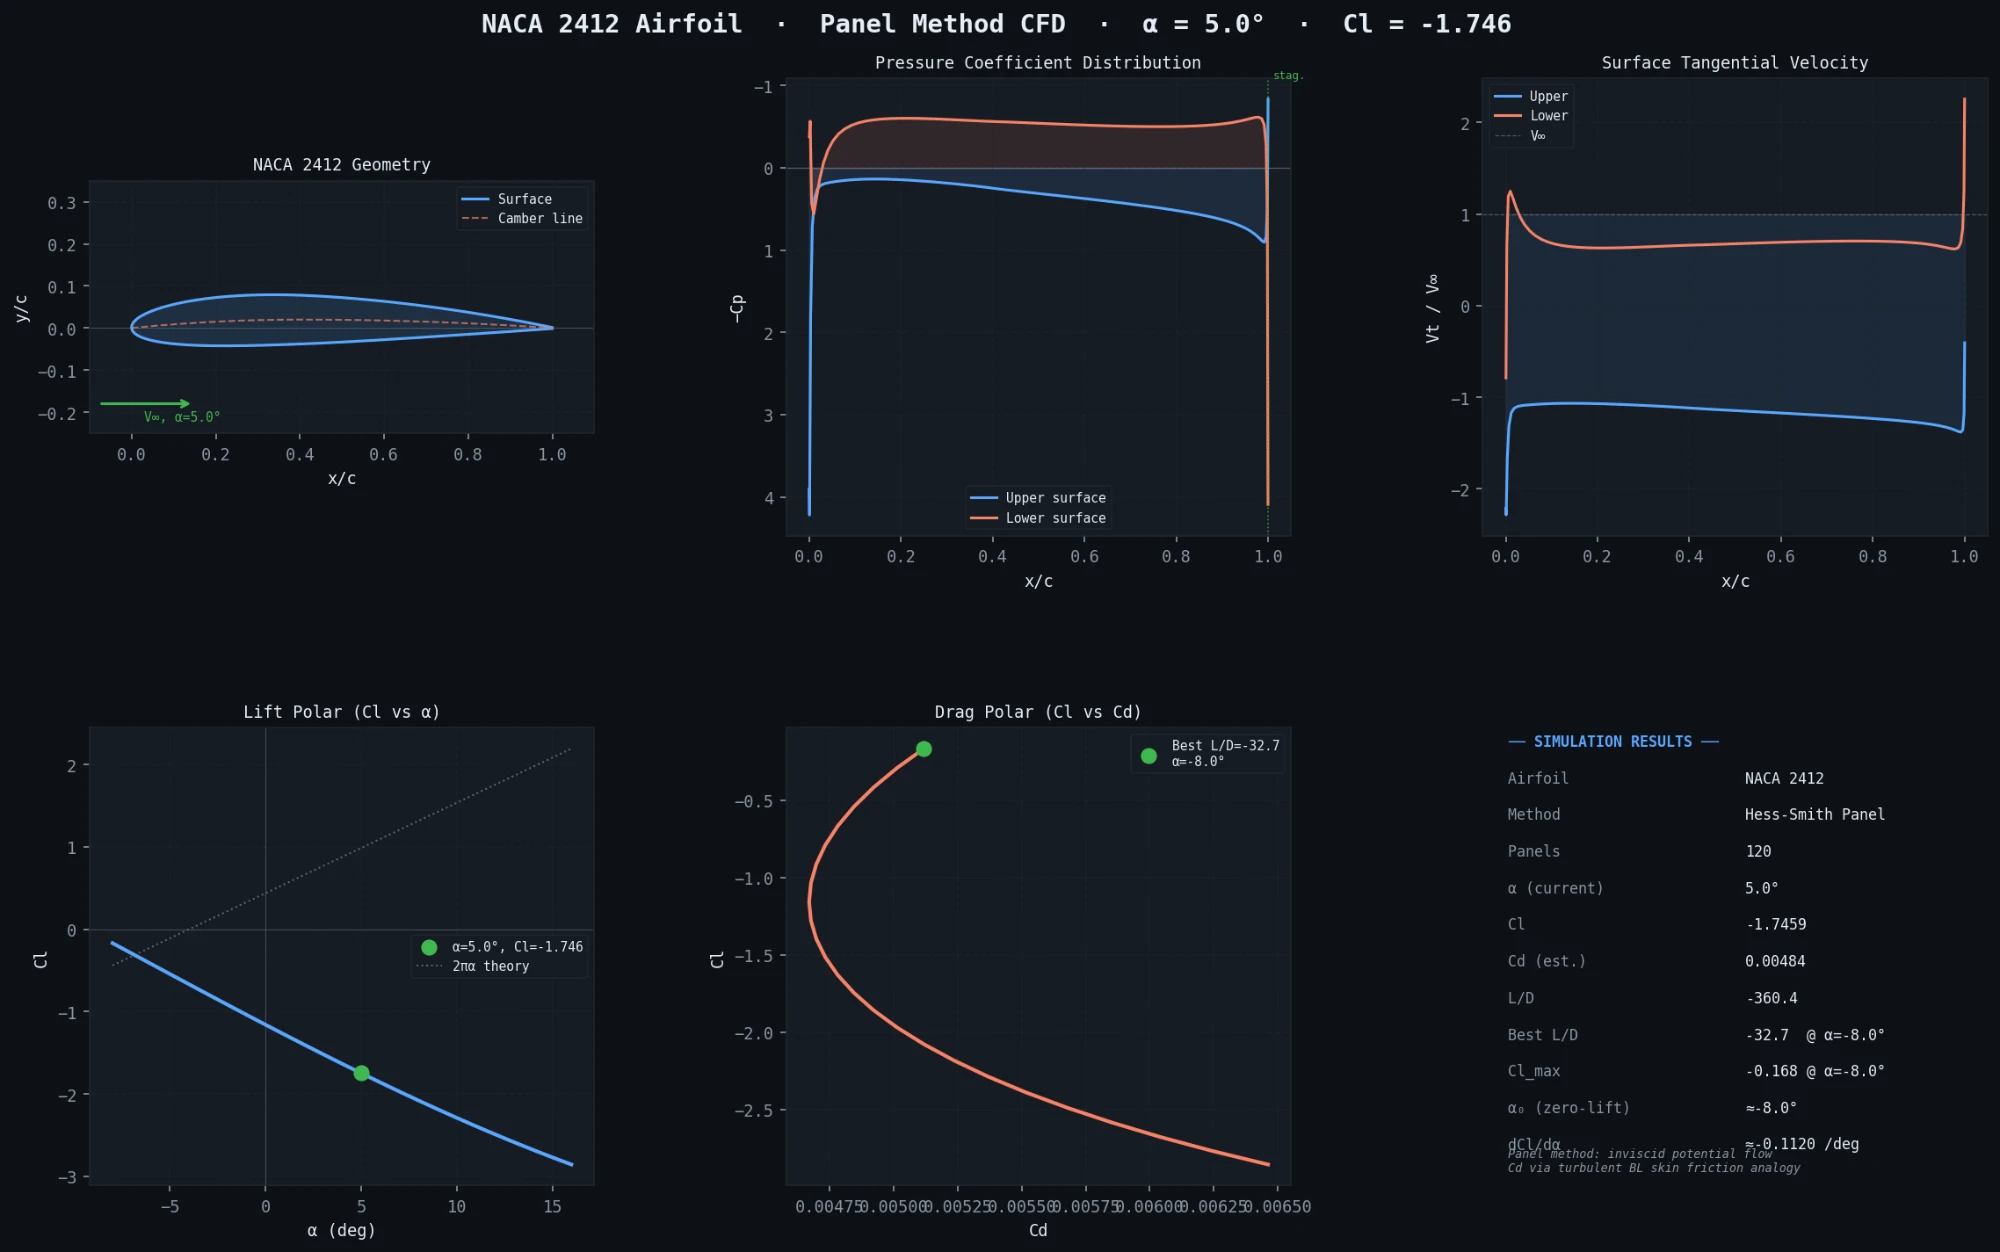 NACA 2412 Airfoil · Panel Method CFD · α = 5.0° · Cl = -1.746
NACA 2412 Geometry
Surface
Camber line
0.3
0.2
0.1
0.0
−0.1
−0.2
y/c
V∞, α=5.0°
0.0 0.2 0.4 0.6 0.8 1.0
x/c
Pressure Coefficient Distribution
stag.
−1
0
1
2
3
4
−Cp
Upper surface
Lower surface
0.0 0.2 0.4 0.6 0.8 1.0
x/c
Surface Tangential Velocity
Upper
Lower
V∞
2
1
0
−1
−2
Vt / V∞
0.0 0.2 0.4 0.6 0.8 1.0
x/c
Lift Polar (Cl vs α)
2
1
0
−1
−2
−3
Cl
α=5.0°, Cl=-1.746
2πα theory
−5 0 5 10 15
α (deg)
Drag Polar (Cl vs Cd)
Best L/D=-32.7
α=-8.0°
−0.5
−1.0
−1.5
−2.0
−2.5
Cl
0.00475 0.00500 0.00525 0.00550 0.00575 0.00600 0.00625 0.00650
Cd
── SIMULATION RESULTS ──
Airfoil NACA 2412
Method Hess-Smith Panel
Panels 120
α (current) 5.0°
Cl -1.7459
Cd (est.) 0.00484
L/D -360.4
Best L/D -32.7 @ α=-8.0°
Cl_max -0.168 @ α=-8.0°
α₀ (zero-lift) ≈-8.0°
dCl/dα ≈-0.1120 /deg
Panel method: inviscid potential flow
Cd via turbulent BL skin friction analogy